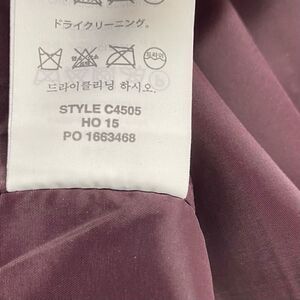 ドライクリーニング.
드라이클리닝 하시오.
STYLE C4505
HO 15
PO 1663468